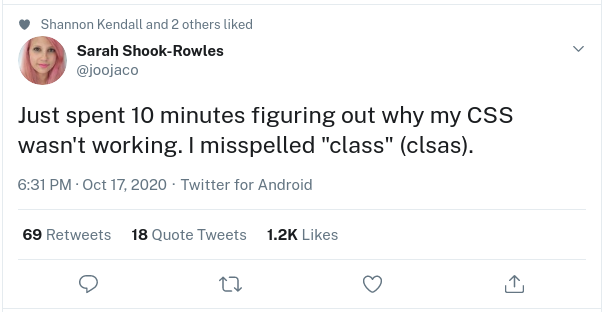 Shannon Kendall and 2 others liked
Sarah Shook-Rowles
@joojaco
Just spent 10 minutes figuring out why my CSS
wasn't working. I misspelled "class" (clsas).
6:31 PM · Oct 17, 2020 · Twitter for Android
69 Retweets 18 Quote Tweets 1.2K Likes